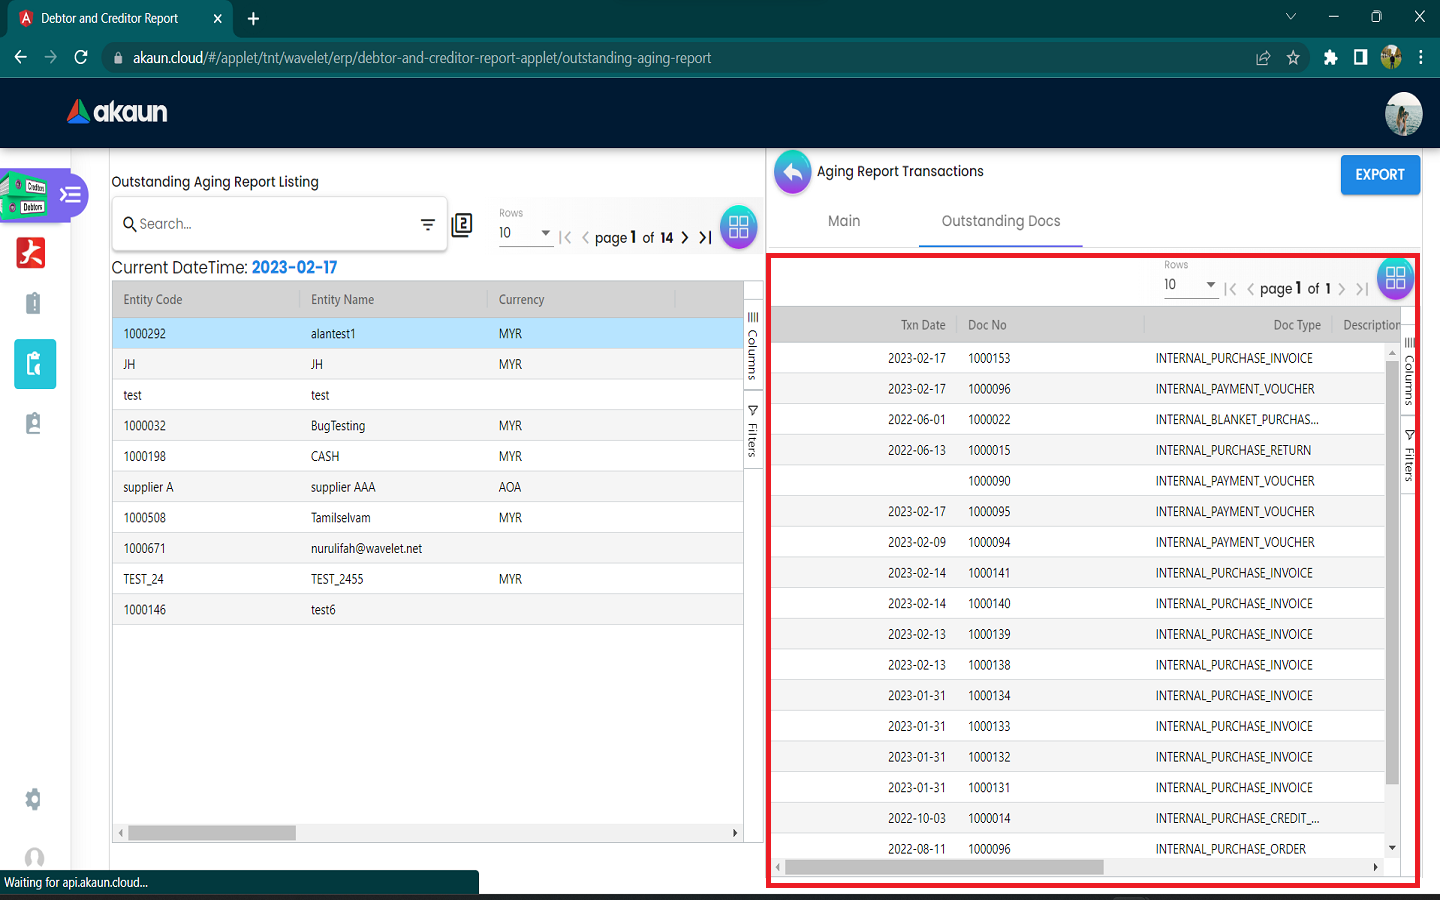 Debtor and Creditor Report
akaun.cloud/#/applet/tnt/wavelet/erp/debtor-and-creditor-report-applet/outstanding-aging-report
akaun
Creditors
Debtors
Outstanding Aging Report Listing
Search...
2
Rows
10
page 1 of 14
Current DateTime: 2023-02-17
Entity Code Entity Name Currency
1000292 alantest1 MYR
JH JH MYR
test test
1000032 BugTesting MYR
1000198 CASH MYR
supplier A supplier AAA AOA
1000508 Tamilselvam MYR
1000671 nurulifah@wavelet.net
TEST_24 TEST_2455 MYR
1000146 test6
Columns
Filters
Aging Report Transactions
EXPORT
Main Outstanding Docs
Rows
10
page 1 of 1
Txn Date Doc No Doc Type Description
2023-02-17 1000153 INTERNAL_PURCHASE_INVOICE
2023-02-17 1000096 INTERNAL_PAYMENT_VOUCHER
2022-06-01 1000022 INTERNAL_BLANKET_PURCHAS...
2022-06-13 1000015 INTERNAL_PURCHASE_RETURN
1000090 INTERNAL_PAYMENT_VOUCHER
2023-02-17 1000095 INTERNAL_PAYMENT_VOUCHER
2023-02-09 1000094 INTERNAL_PAYMENT_VOUCHER
2023-02-14 1000141 INTERNAL_PURCHASE_INVOICE
2023-02-14 1000140 INTERNAL_PURCHASE_INVOICE
2023-02-13 1000139 INTERNAL_PURCHASE_INVOICE
2023-02-13 1000138 INTERNAL_PURCHASE_INVOICE
2023-01-31 1000134 INTERNAL_PURCHASE_INVOICE
2023-01-31 1000133 INTERNAL_PURCHASE_INVOICE
2023-01-31 1000132 INTERNAL_PURCHASE_INVOICE
2023-01-31 1000131 INTERNAL_PURCHASE_INVOICE
2022-10-03 1000014 INTERNAL_PURCHASE_CREDIT_...
2022-08-11 1000096 INTERNAL_PURCHASE_ORDER
Columns
Filters
Waiting for api.akaun.cloud...